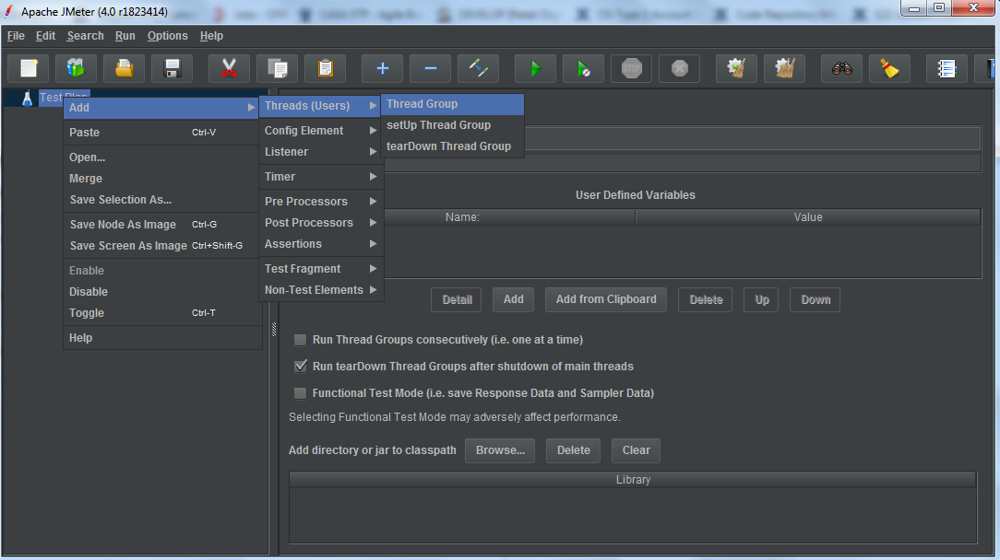 Apache JMeter (4.0 r1823414)
File Edit Search Run Options Help
STOP
Test Plan
Add
Paste Ctrl-V
Open...
Merge
Save Selection As...
Save Node As Image Ctrl-G
Save Screen As Image Ctrl+Shift-G
Enable
Disable
Toggle Ctrl-T
Help
Threads (Users)
Config Element
Listener
Timer
Pre Processors
Post Processors
Assertions
Test Fragment
Non-Test Elements
Thread Group
setUp Thread Group
tearDown Thread Group
User Defined Variables
Name: Value
Detail Add Add from Clipboard Delete Up Down
Run Thread Groups consecutively (i.e. one at a time)
Run tearDown Thread Groups after shutdown of main threads
Functional Test Mode (i.e. save Response Data and Sampler Data)
Selecting Functional Test Mode may adversely affect performance.
Add directory or jar to classpath Browse... Delete Clear
Library